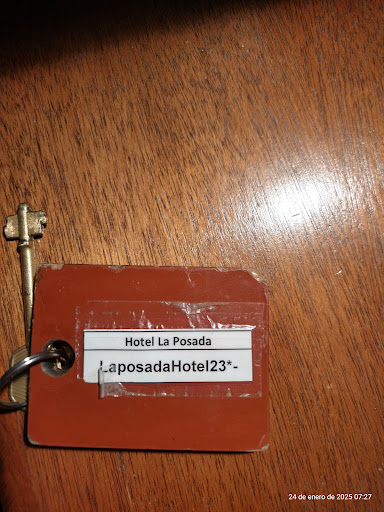 Hotel La Posada
LaposadaHotel23*-
24 de enero de 2025 07:27